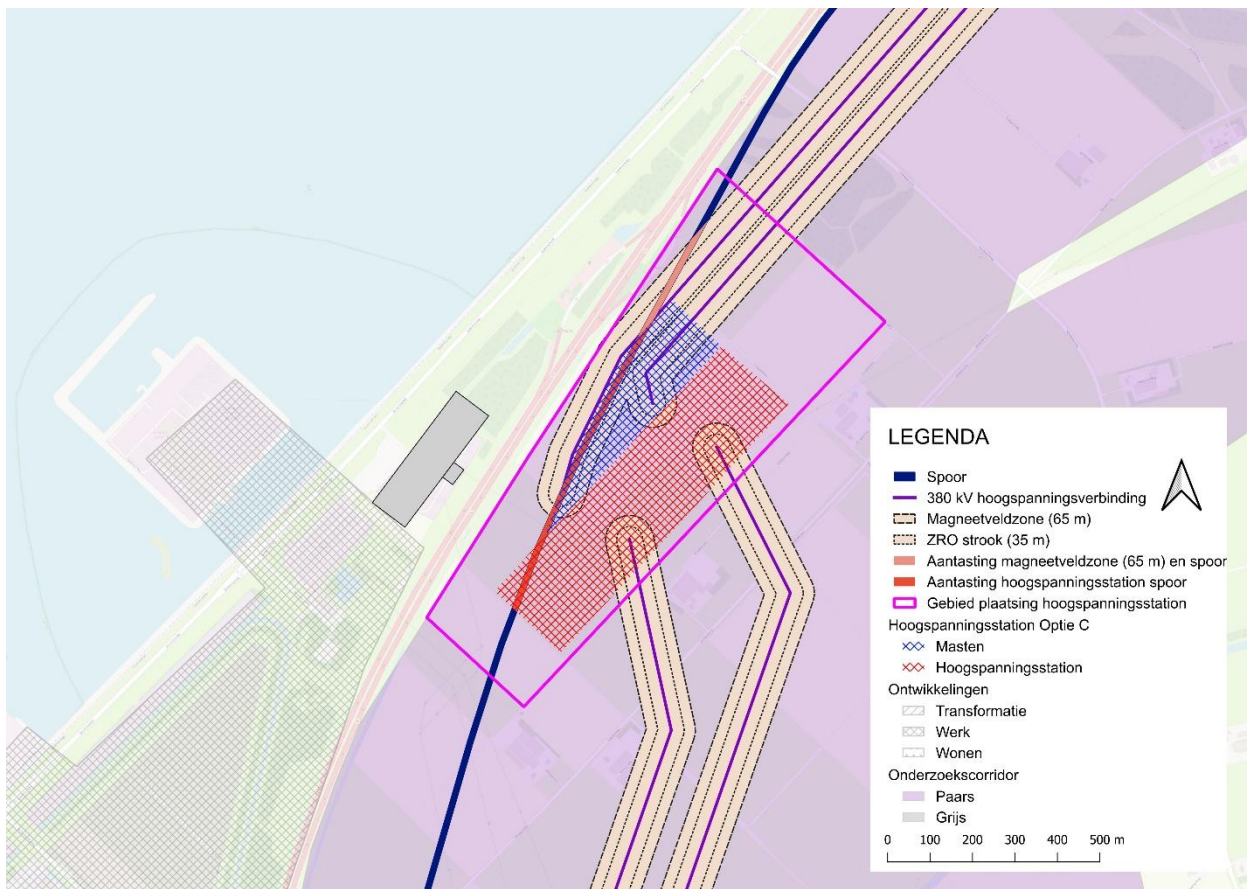 LEGENDA
Spoor
380 kV hoogspanningsverbinding
Magneetveldzone (65 m)
ZRO strook (35 m)
Aantasting magneetveldzone (65 m) en spoor
Aantasting hoogspanningsstation spoor
Gebied plaatsing hoogspanningsstation
Hoogspanningsstation Optie C
Masten
Hoogspanningsstation
Ontwikkelingen
Transformatie
Werk
Wonen
Onderzoekscorridor
Paars
Grijs
0 100 200 300 400 500 m